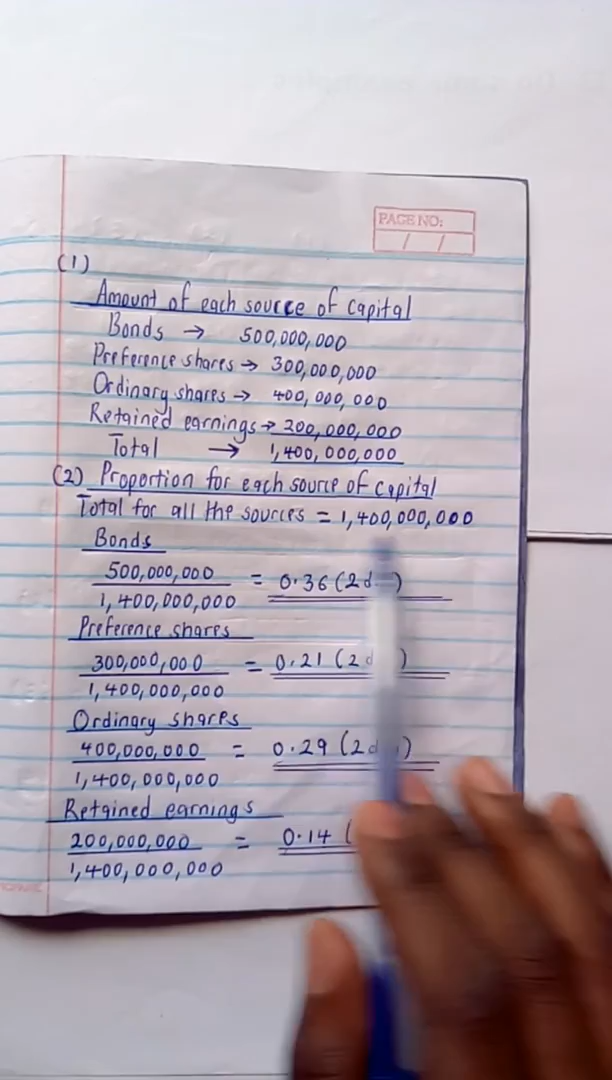 PAGE NO:
/ /
(1)
Amount of each source of capital
Bonds → 500,000,000
Preference shares → 300,000,000
Ordinary shares → 400,000,000
Retained earnings → 200,000,000
Total → 1,400,000,000
(2) Proportion for each source of capital
Total for all the sources = 1,400,000,000
Bonds
500,000,000
= 0.36 (2d )
1,400,000,000
Preference shares
300,000,000
= 0.21 (2d )
1,400,000,000
Ordinary shares
400,000,000
= 0.29 (2d )
1,400,000,000
Retained earnings
200,000,000
= 0.14 (
1,400,000,000